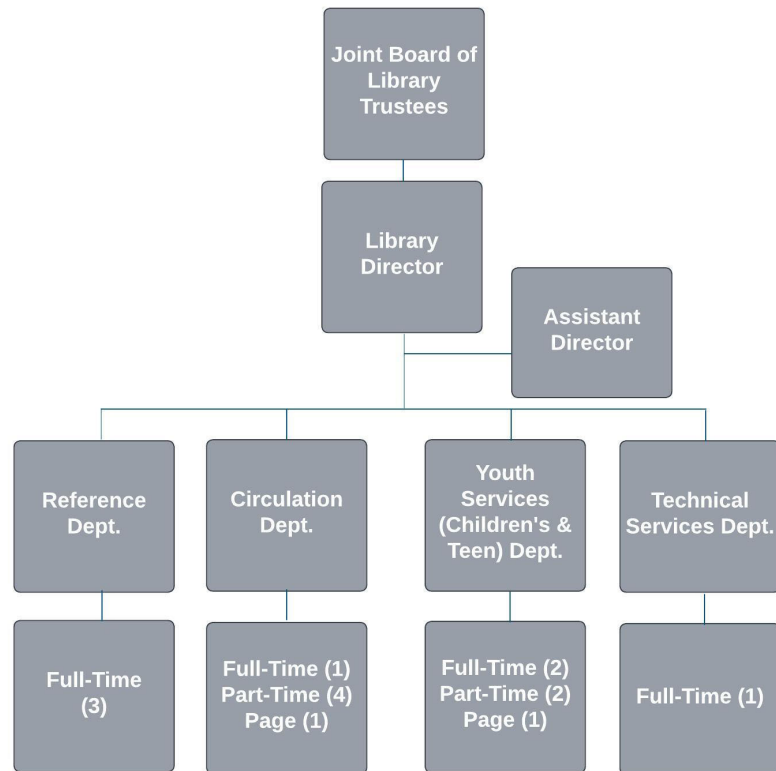 Joint Board of
Library
Trustees
Library
Director
Assistant
Director
Reference
Dept.
Circulation
Dept.
Youth
Services
(Children's &
Teen) Dept.
Technical
Services Dept.
Full-Time
(3)
Full-Time (1)
Part-Time (4)
Page (1)
Full-Time (2)
Part-Time (2)
Page (1)
Full-Time (1)